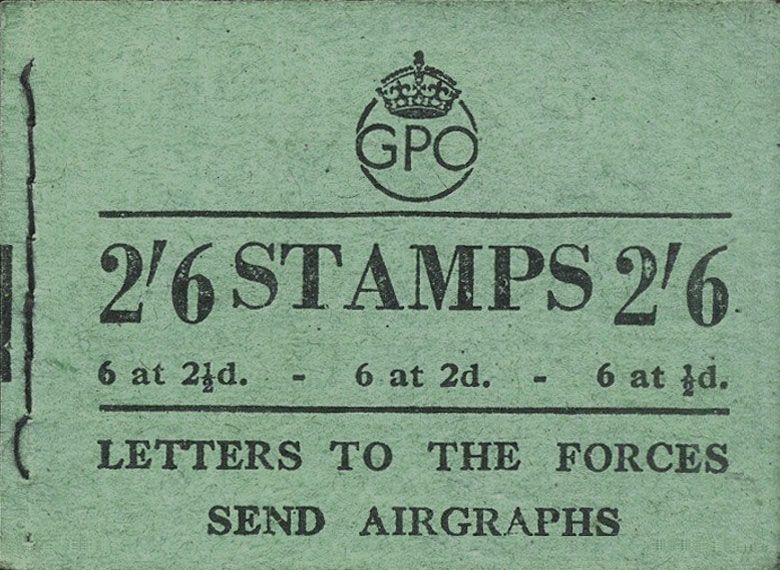 GPO
2'6 STAMPS 2'6
6 at 2½d. - 6 at 2d. - 6 at ½d.
LETTERS TO THE FORCES
SEND AIRGRAPHS